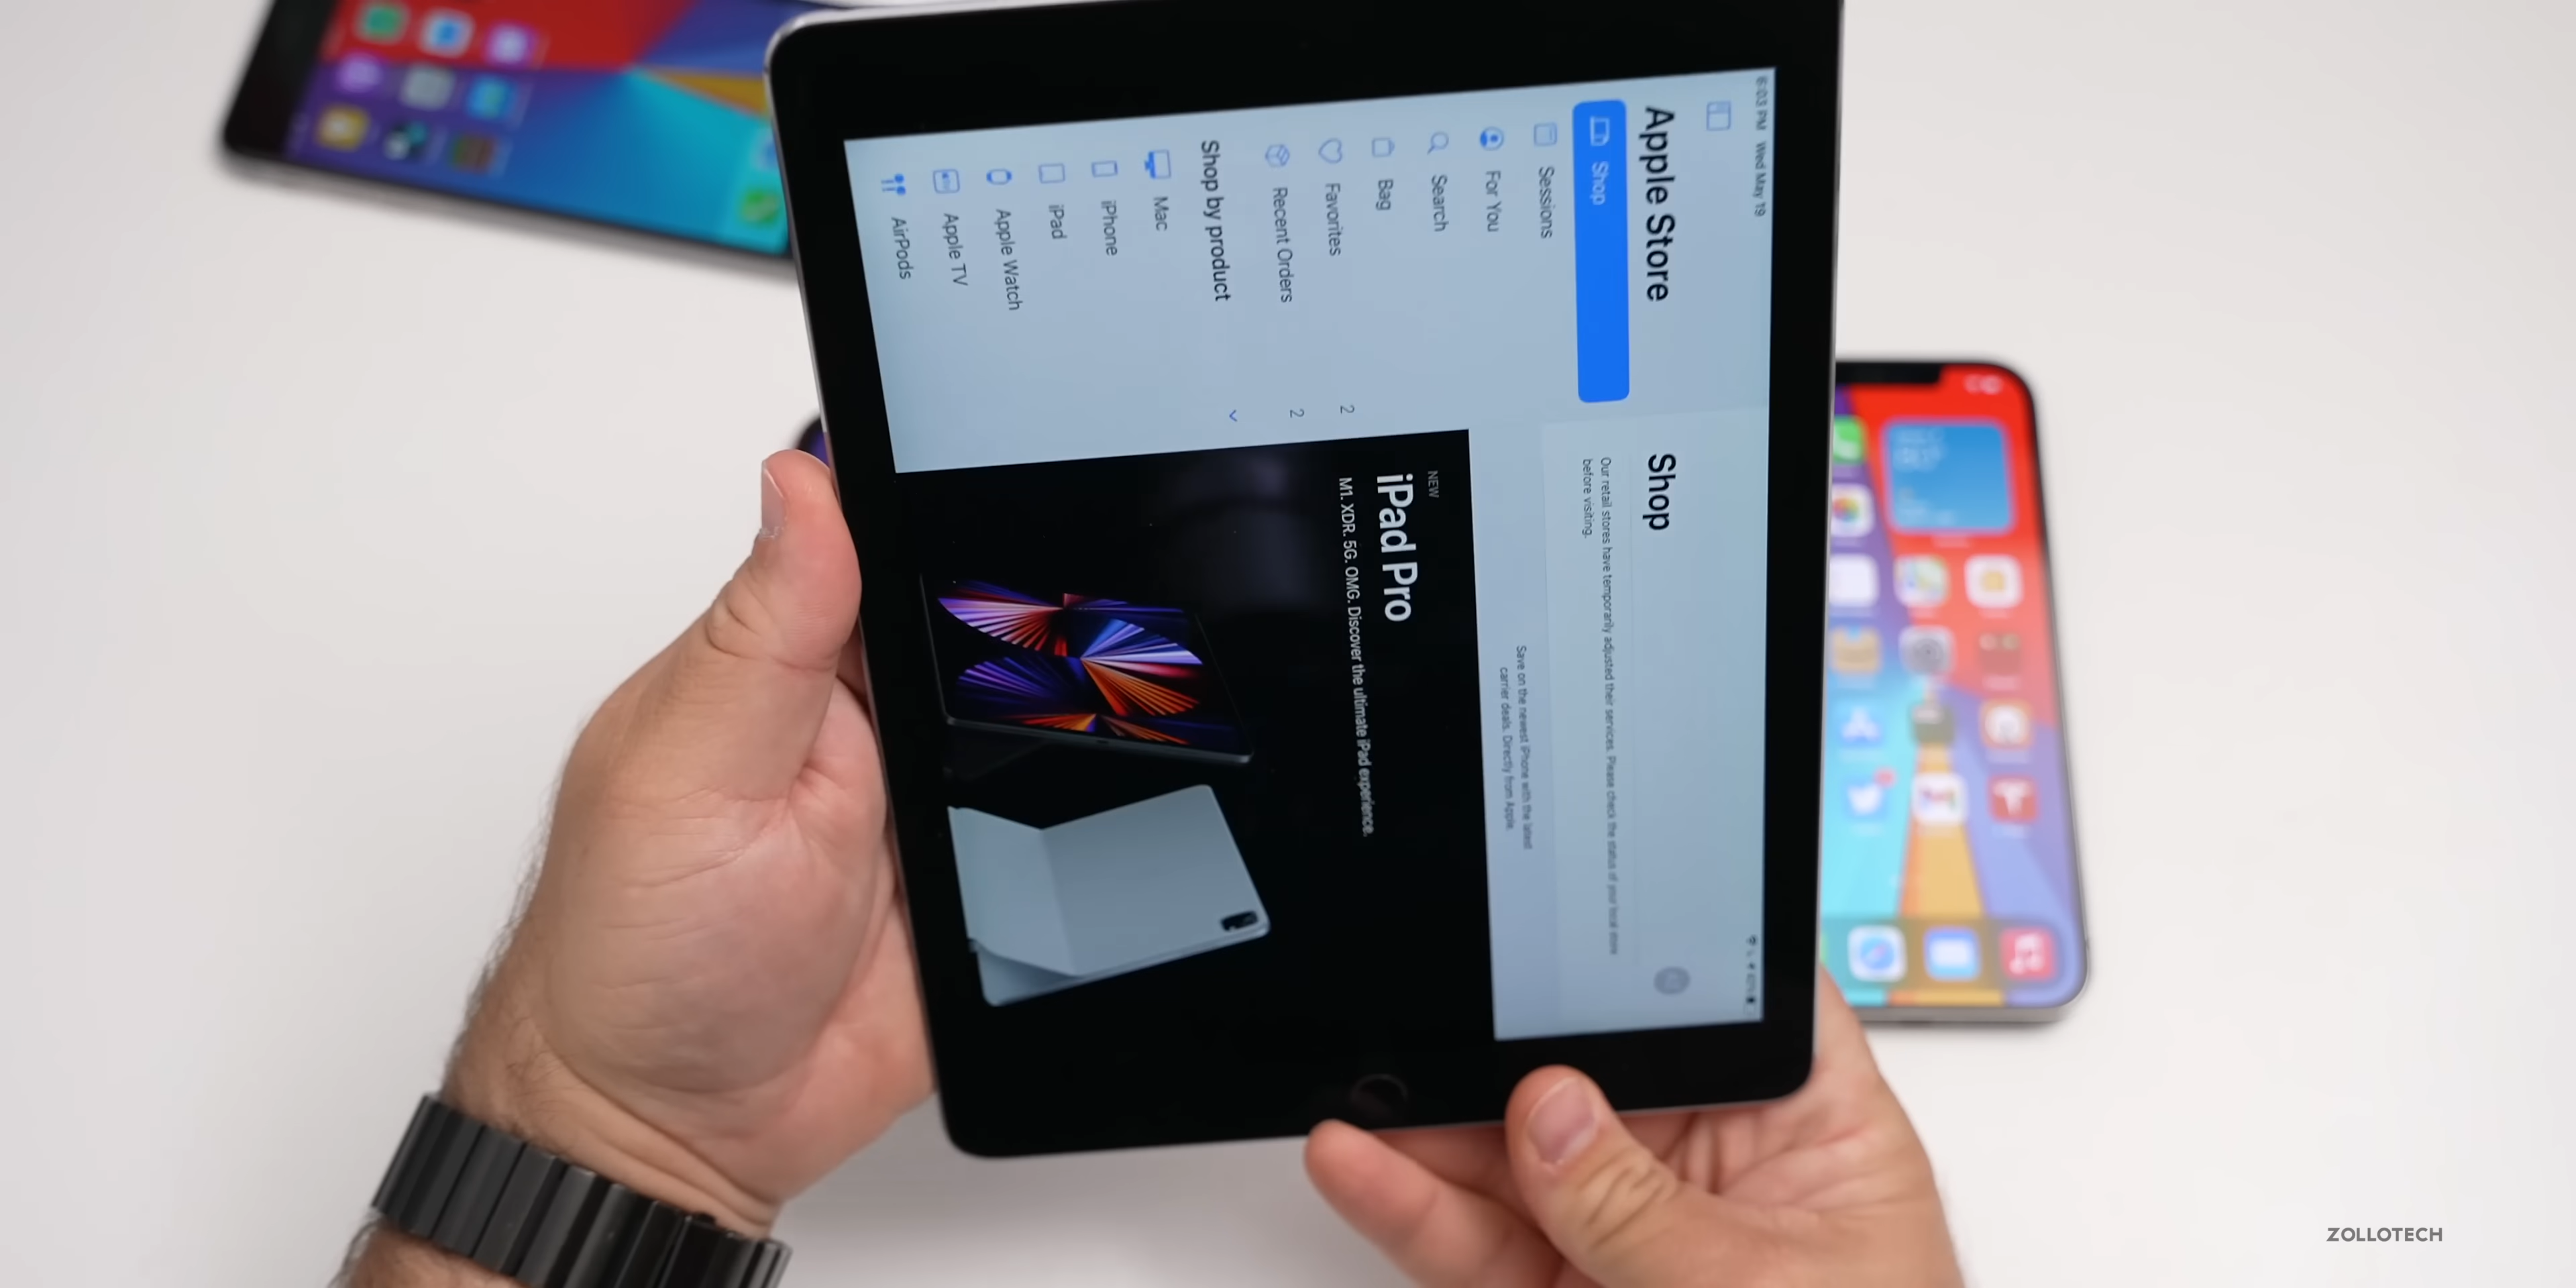 6:03 PM Wed May 19
Apple Store
Shop
Sessions
For You
Search
Bag
Favorites 2
Recent Orders 2
Shop by product
Mac
iPhone
iPad
Apple Watch
Apple TV
AirPods
Shop
Our retail stores have temporarily adjusted their services. Please check the status of your local store
before visiting.
Save on the newest iPhone with the latest
carrier deals. Directly from Apple.
NEW
iPad Pro
M1. XDR. 5G. OMG. Discover the ultimate iPad experience.
ZOLLOTECH